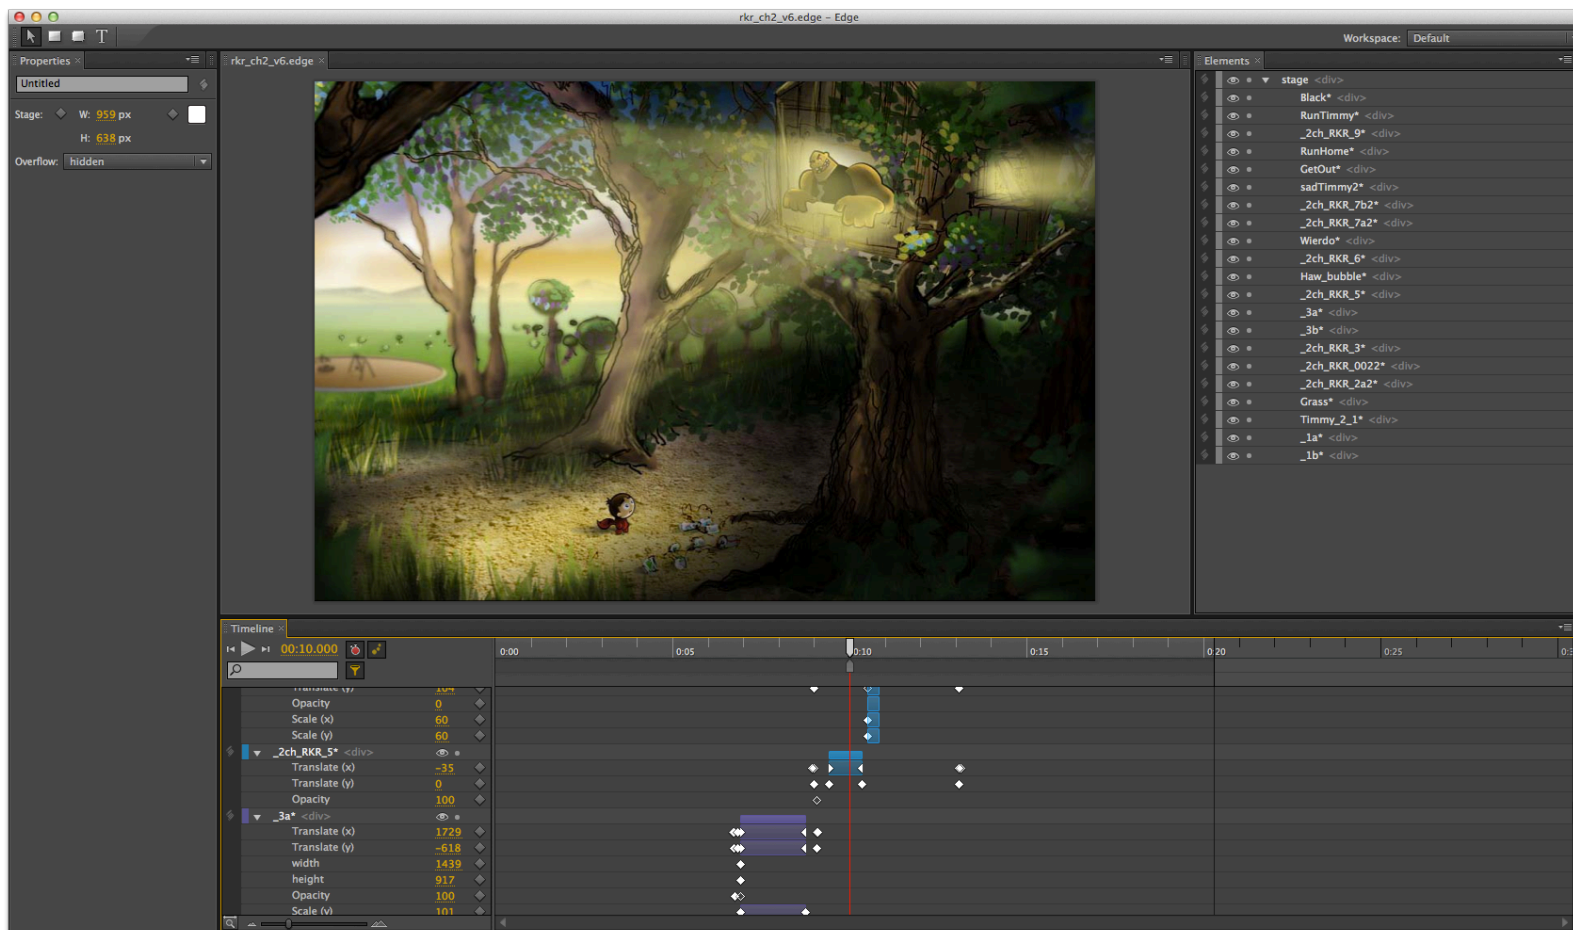 rkr_ch2_v6.edge – Edge
T
Workspace: Default
Properties ×
Untitled
Stage: W: 959 px
H: 638 px
Overflow: hidden
rkr_ch2_v6.edge ×
Elements ×
stage <div>
Black* <div>
RunTimmy* <div>
_2ch_RKR_9* <div>
RunHome* <div>
GetOut* <div>
sadTimmy2* <div>
_2ch_RKR_7b2* <div>
_2ch_RKR_7a2* <div>
Wierdo* <div>
_2ch_RKR_6* <div>
Haw_bubble* <div>
_2ch_RKR_5* <div>
_3a* <div>
_3b* <div>
_2ch_RKR_3* <div>
_2ch_RKR_0022* <div>
_2ch_RKR_2a2* <div>
Grass* <div>
Timmy_2_1* <div>
_1a* <div>
_1b* <div>
Timeline ×
00:10.000
0:00 0:05 0:10 0:15 0:20 0:25
Translate (y) 104
Opacity 0
Scale (x) 60
Scale (y) 60
_2ch_RKR_5* <div>
Translate (x) −35
Translate (y) 0
Opacity 100
_3a* <div>
Translate (x) 1729
Translate (y) −618
width 1439
height 917
Opacity 100
Scale (y) 101